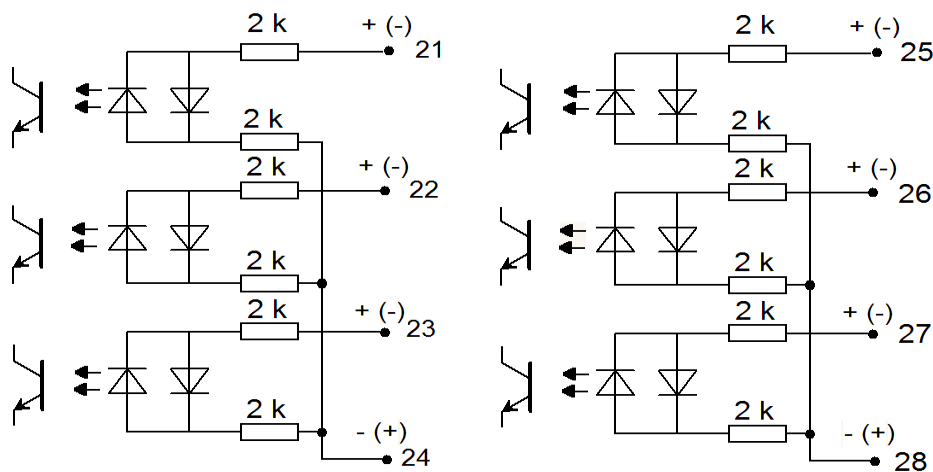 2 k + (-) 21
2 k
2 k + (-) 22
2 k
2 k + (-) 23
2 k - (+) 24
2 k + (-) 25
2 k
2 k + (-) 26
2 k
2 k + (-) 27
2 k - (+) 28